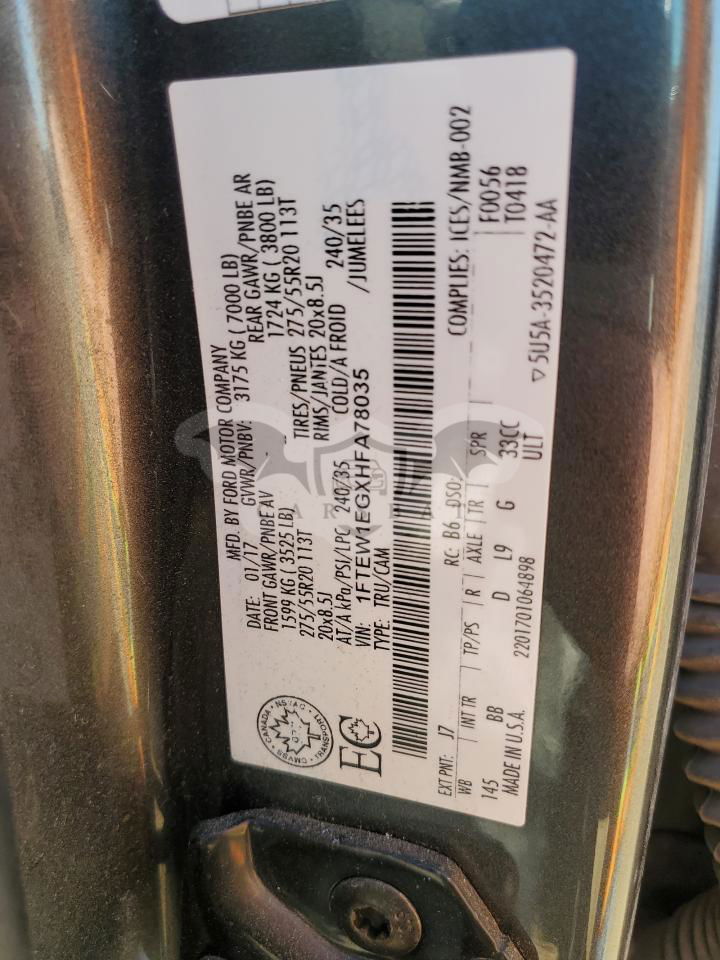 MFD. BY FORD MOTOR COMPANY
DATE: 01/17 GVWR/PNBV: 3175 KG ( 7000 LB)
FRONT GAWR/PNBE AV REAR GAWR/PNBE AR
1599 KG ( 3525 LB) 1724 KG ( 3800 LB)
275/55R20 113T TIRES/PNEUS 275/55R20 113T
20x8.5J RIMS/JANTES 20x8.5J
AT/A kPa/PSI/LPC 240/35 COLD/A FROID 240/35
VIN: 1FTEW1EGXHFA78035 /JUMELEES
TYPE: TRU/CAM
CANADA
TRANSPORT
CMVSS
EC
COMPLIES: ICES/NMB-002
EXT PNT: J7 RC: B6 DSO: F0056
WB INT TR TP/PS R AXLE TR SPR T0418
145 BB D L9 G 33CC
MADE IN U.S.A. 2201701064898 ULT
▽5U5A-3520472-AA